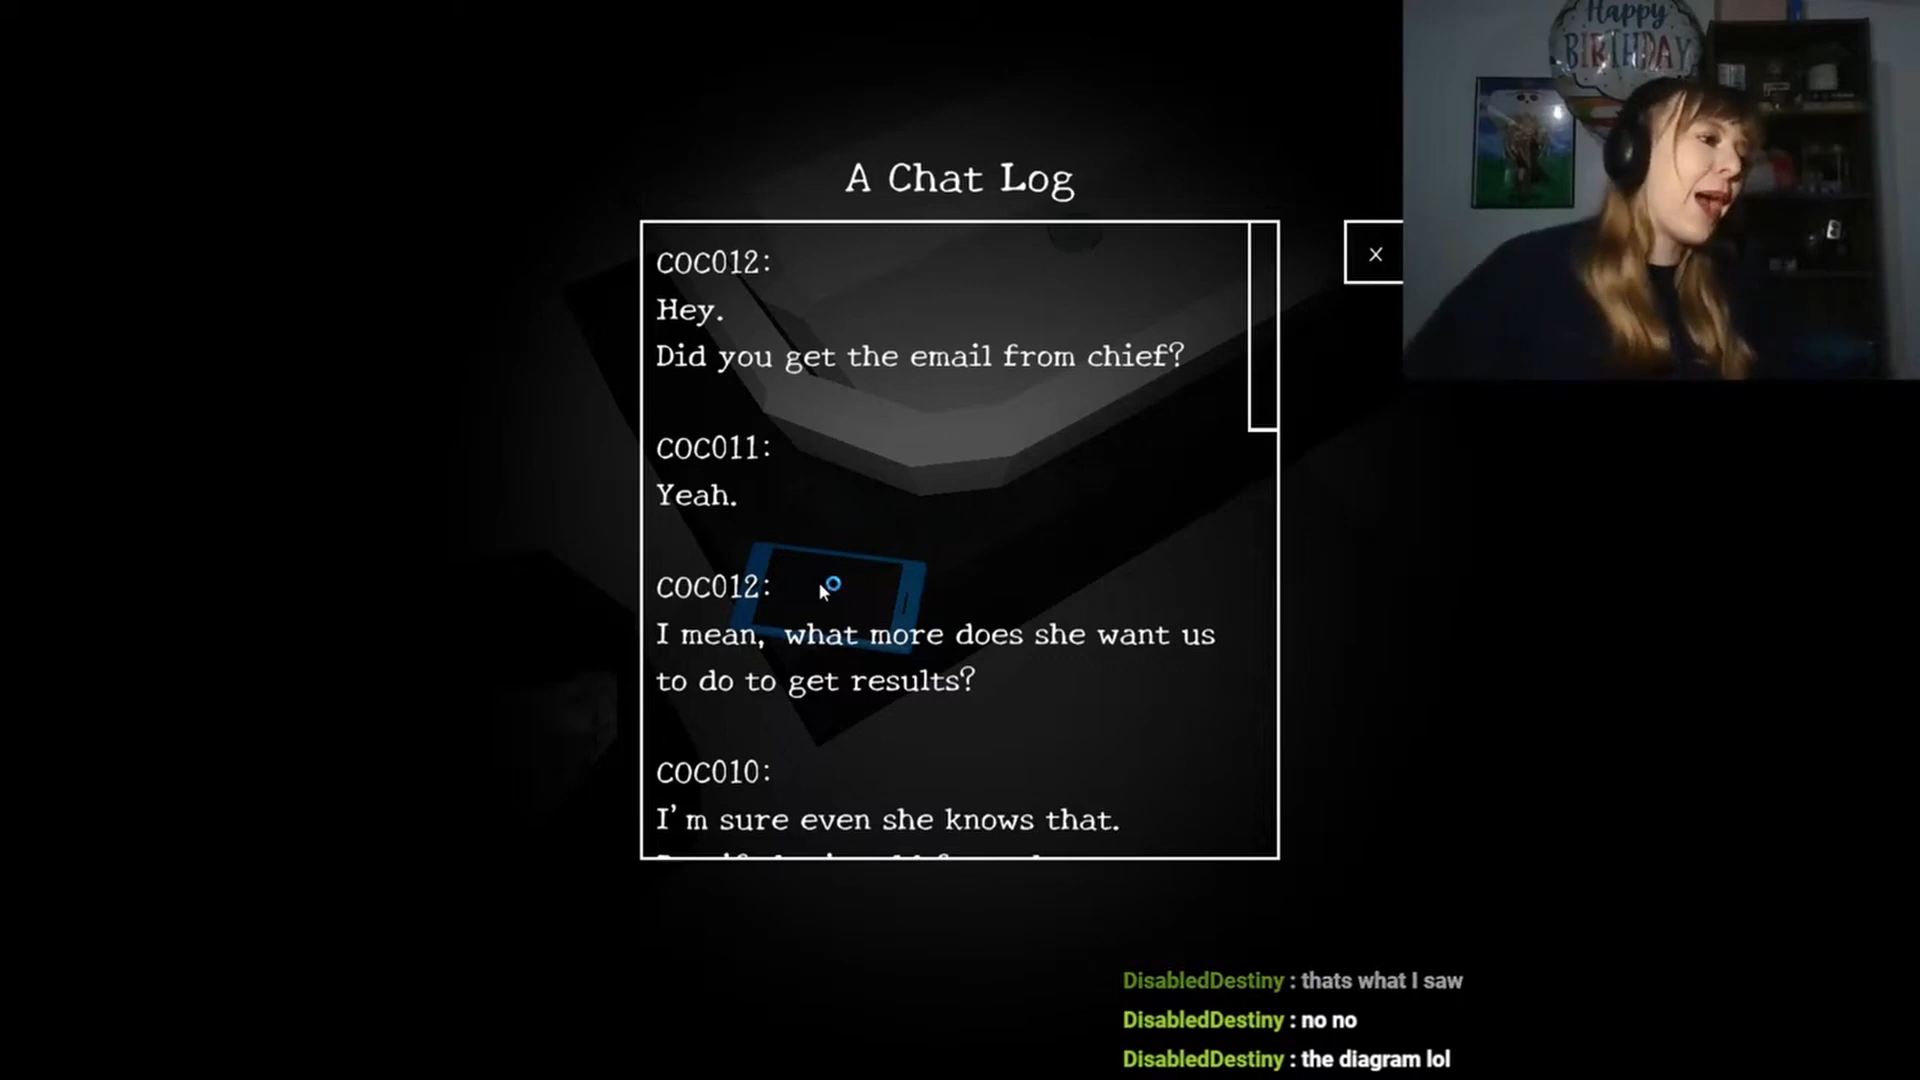 Happy
BIRTHDAY
A Chat Log
x
COC012:
Hey.
Did you get the email from chief?
COC011:
Yeah.
COC012:
I mean, what more does she want us
to do to get results?
COC010:
I'm sure even she knows that.
DisabledDestiny : thats what I saw
DisabledDestiny : no no
DisabledDestiny : the diagram lol